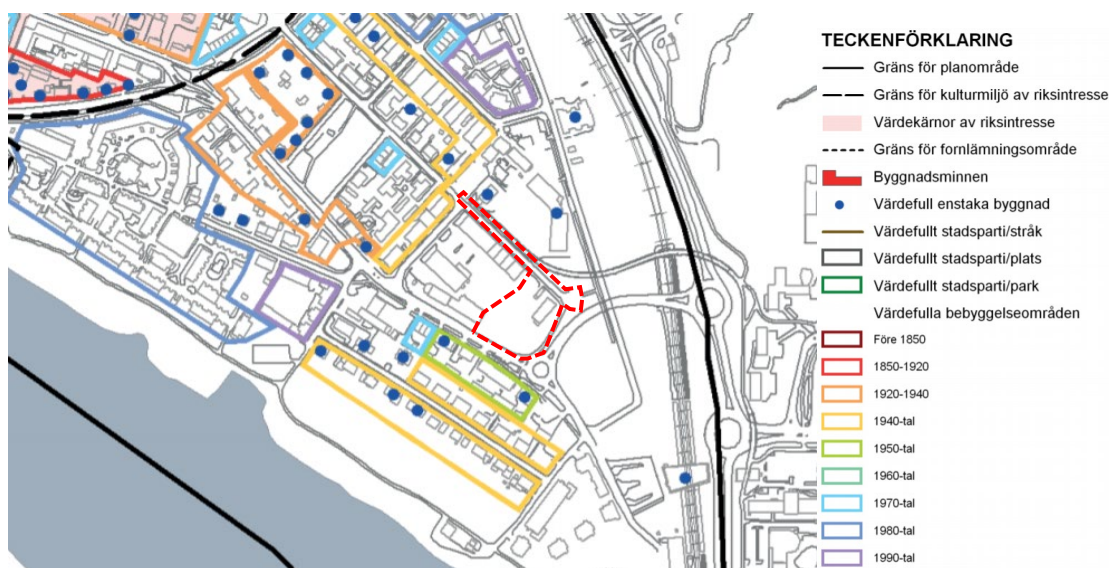 TECKENFÖRKLARING
Gräns för planområde
Gräns för kulturmiljö av riksintresse
Värdekärnor av riksintresse
Gräns för fornlämningsområde
Byggnadsminnen
Värdefull enstaka byggnad
Värdefullt stadsparti/stråk
Värdefullt stadsparti/plats
Värdefullt stadsparti/park
Värdefulla bebyggelseområden
Före 1850
1850-1920
1920-1940
1940-tal
1950-tal
1960-tal
1970-tal
1980-tal
1990-tal